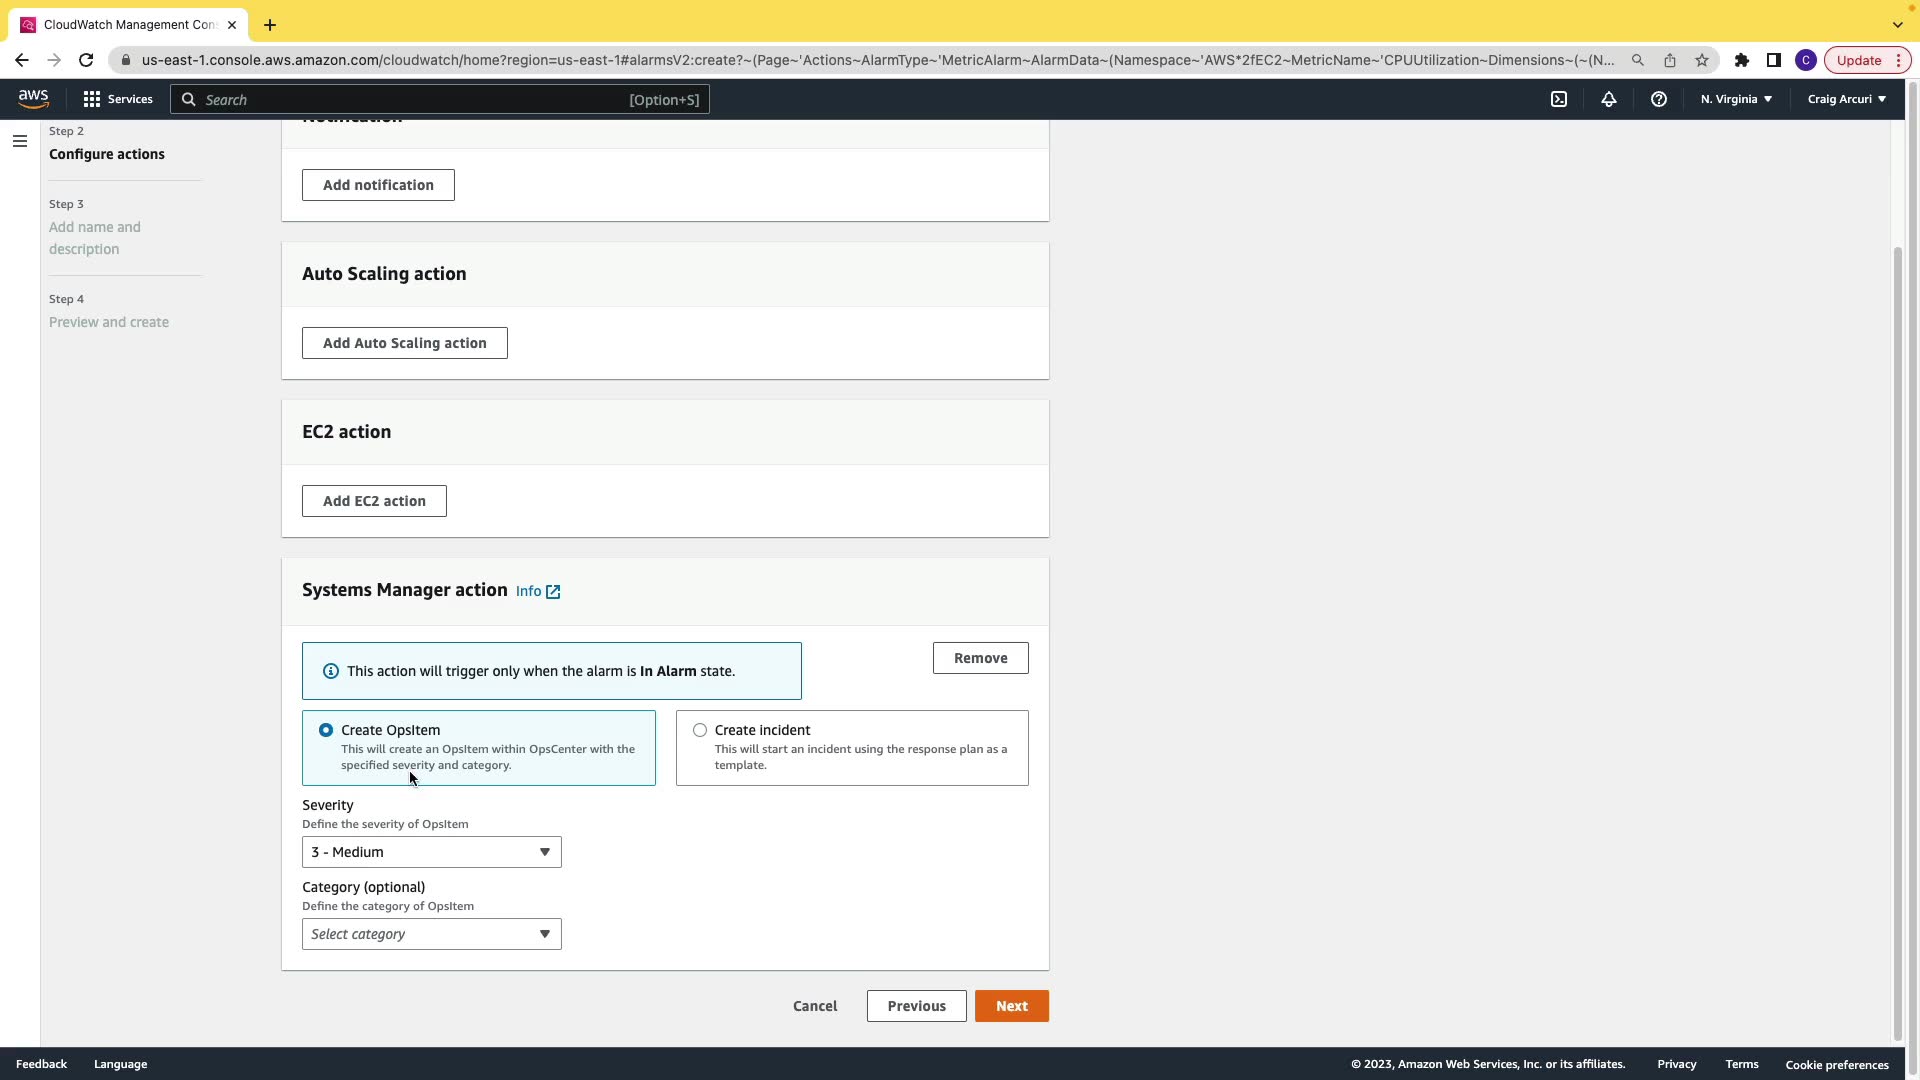 CloudWatch Management Con
us-east-1.console.aws.amazon.com/cloudwatch/home?region=us-east-1#alarmsV2:create?~(Page~'Actions~AlarmType~'MetricAlarm~AlarmData~(Namespace~'AWS*2fEC2~MetricName~'CPUUtilization~Dimensions~(~(N...
C
Update
aws
Services
Search
[Option+S]
N. Virginia
Craig Arcuri
Step 2
Configure actions
Step 3
Add name and
description
Step 4
Preview and create
Notification
Add notification
Auto Scaling action
Add Auto Scaling action
EC2 action
Add EC2 action
Systems Manager action Info
This action will trigger only when the alarm is In Alarm state.
Remove
Create OpsItem
This will create an OpsItem within OpsCenter with the
specified severity and category.
Create incident
This will start an incident using the response plan as a
template.
Severity
Define the severity of OpsItem
3 - Medium
Category (optional)
Define the category of OpsItem
Select category
Cancel
Previous
Next
Feedback
Language
© 2023, Amazon Web Services, Inc. or its affiliates.
Privacy
Terms
Cookie preferences